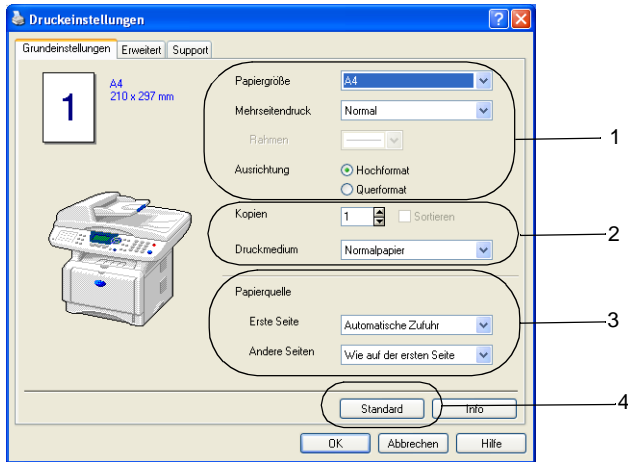 Druckeinstellungen
Grundeinstellungen Erweitert Support
1
A4
210 x 297 mm
Papiergröße A4
Mehrseitendruck Normal
Rahmen
Ausrichtung Hochformat
Querformat
1
Kopien 1 Sortieren
Druckmedium Normalpapier
2
Papierquelle
Erste Seite Automatische Zufuhr
Andere Seiten Wie auf der ersten Seite
3
Standard Info
4
OK Abbrechen Hilfe